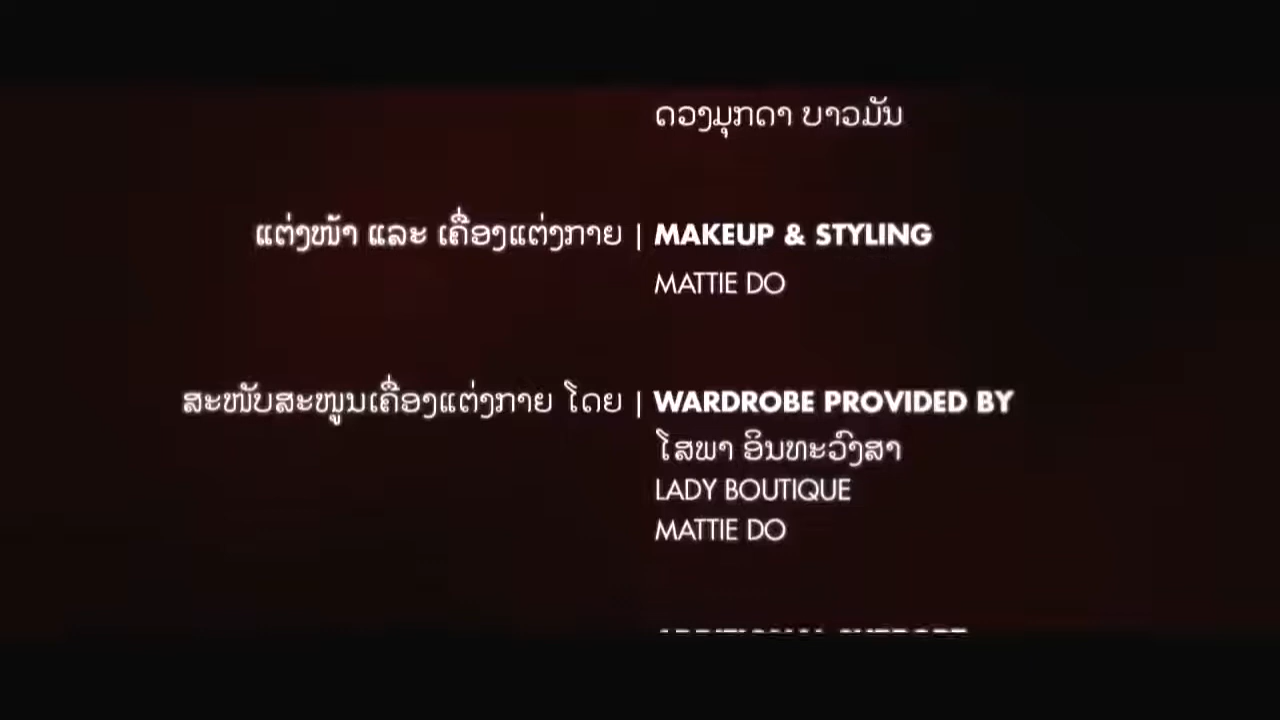 ດວງມຸກດາ ບາວມັນ
ແຕ່ງໜ້າ ແລະ ເຄື່ອງແຕ່ງກາຍ | MAKEUP & STYLING
MATTIE DO
ສະໜັບສະໜູນເຄື່ອງແຕ່ງກາຍ ໂດຍ | WARDROBE PROVIDED BY
ໂສພາ ອິນທະວົງສາ
LADY BOUTIQUE
MATTIE DO